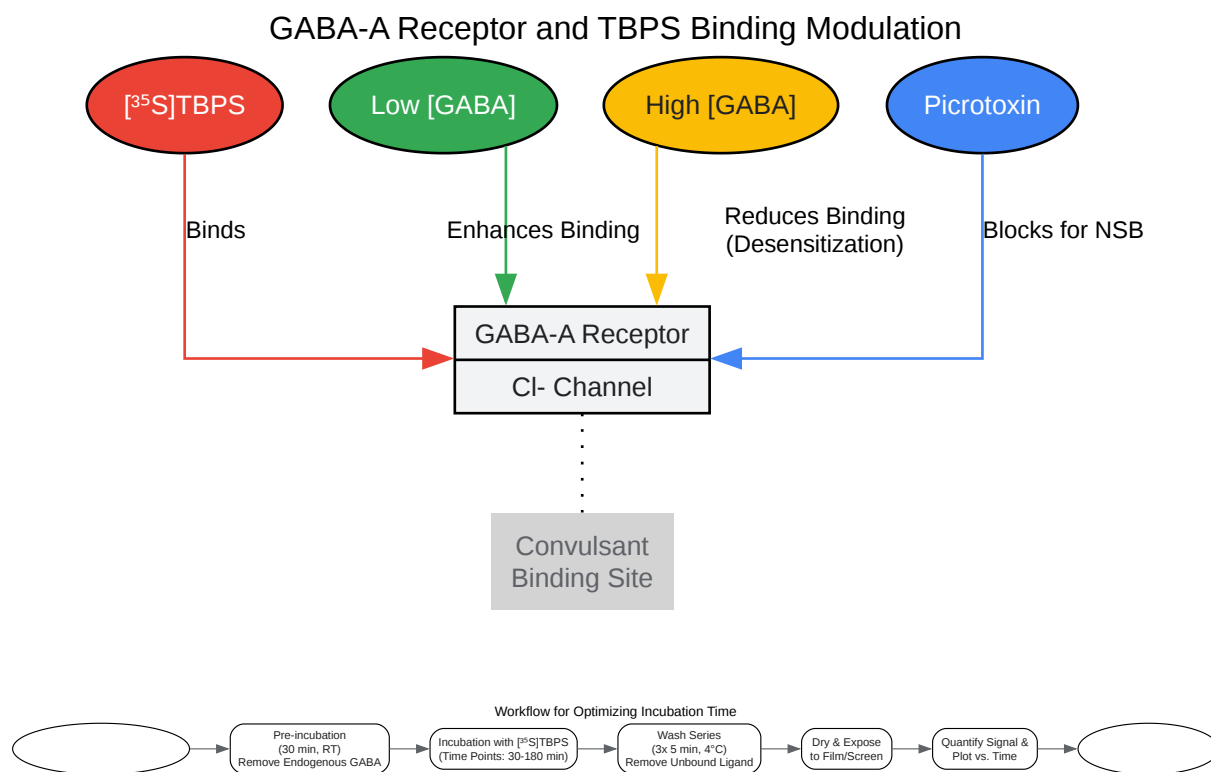 GABA-A Receptor and TBPS Binding Modulation
[³⁵S]TBPS
Low [GABA]
High [GABA]
Picrotoxin
Binds
Enhances Binding
Reduces Binding
(Desensitization)
Blocks for NSB
GABA-A Receptor
Cl- Channel
Convulsant
Binding Site
Workflow for Optimizing Incubation Time
Pre-incubation
(30 min, RT)
Remove Endogenous GABA
Incubation with [³⁵S]TBPS
(Time Points: 30-180 min)
Wash Series
(3x 5 min, 4°C)
Remove Unbound Ligand
Dry & Expose
to Film/Screen
Quantify Signal &
Plot vs. Time